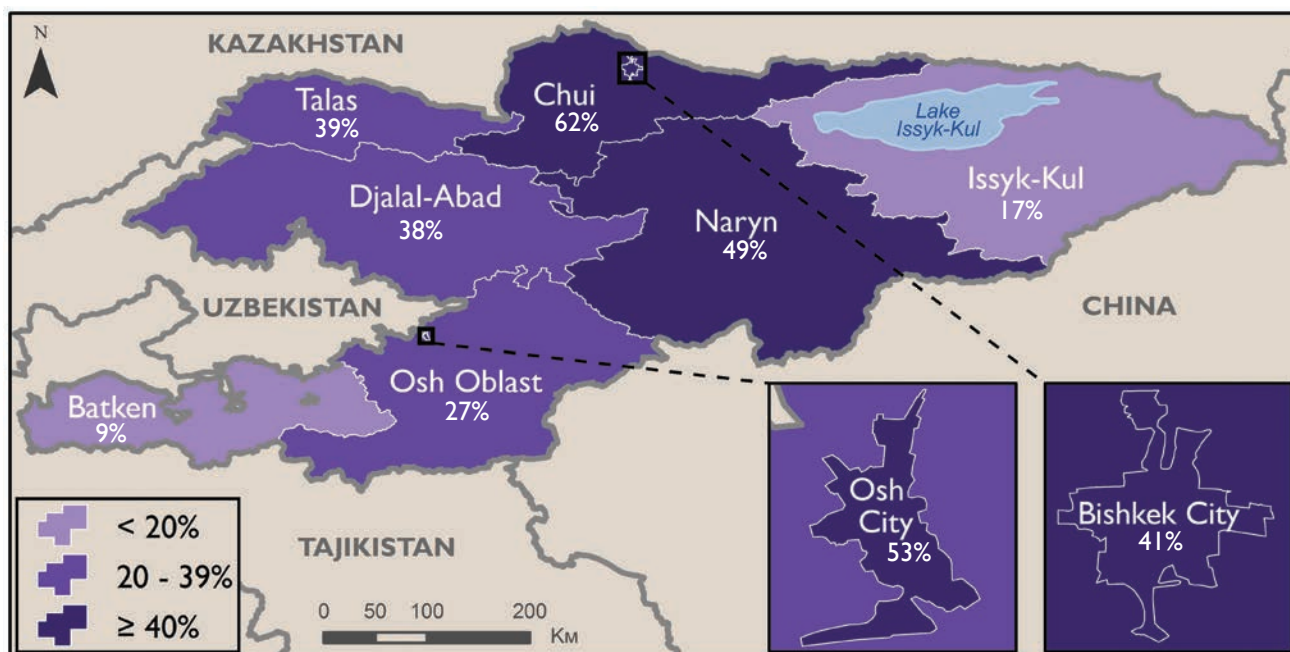 N
KAZAKHSTAN
Talas
39%
Chui
62%
Lake
Issyk-Kul
Issyk-Kul
17%
Djalal-Abad
38%
Naryn
49%
UZBEKISTAN
CHINA
Osh Oblast
27%
Batken
9%
Osh
City
53%
Bishkek City
41%
TAJIKISTAN
< 20%
20 - 39%
≥ 40%
0 50 100 200
Км